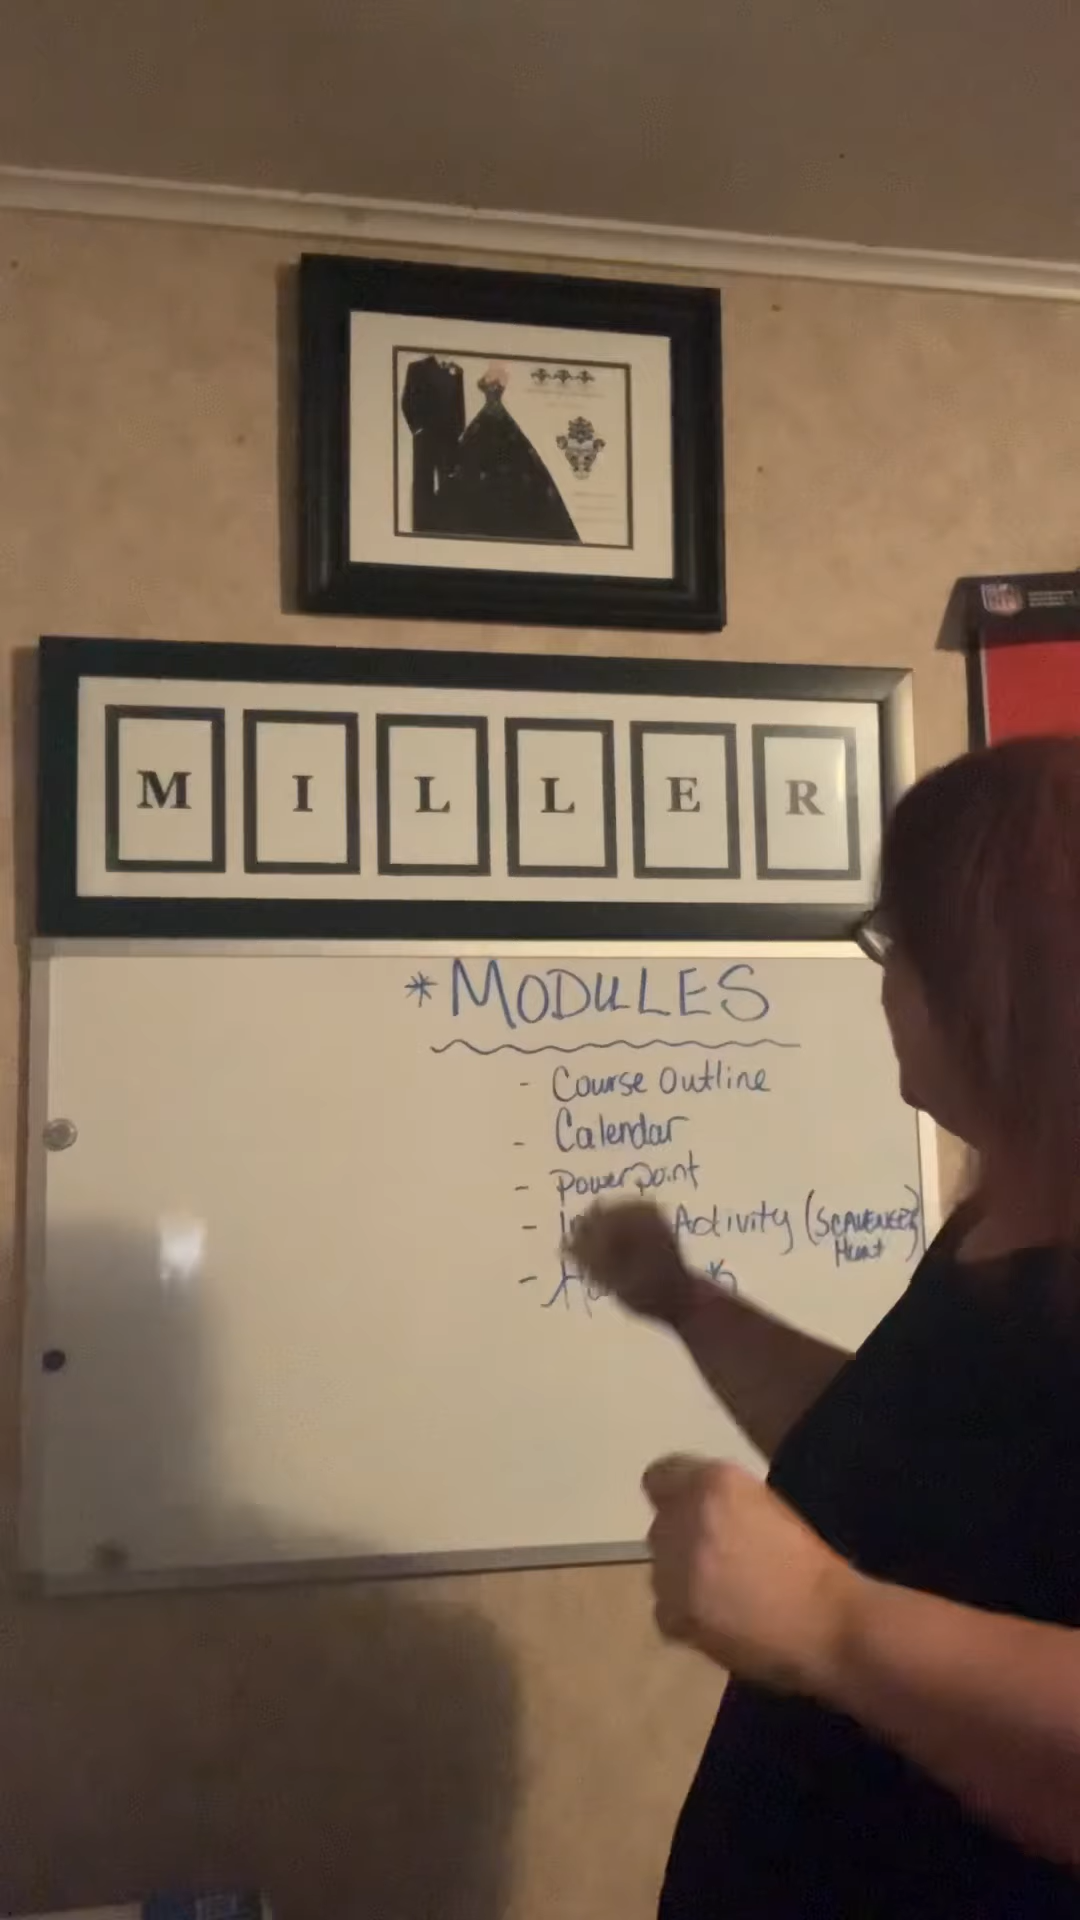 MILLER
*MODULES
- Course Outline
- Calendar
- PowerPoint
- Activity (SCAVENGER
Hunt)